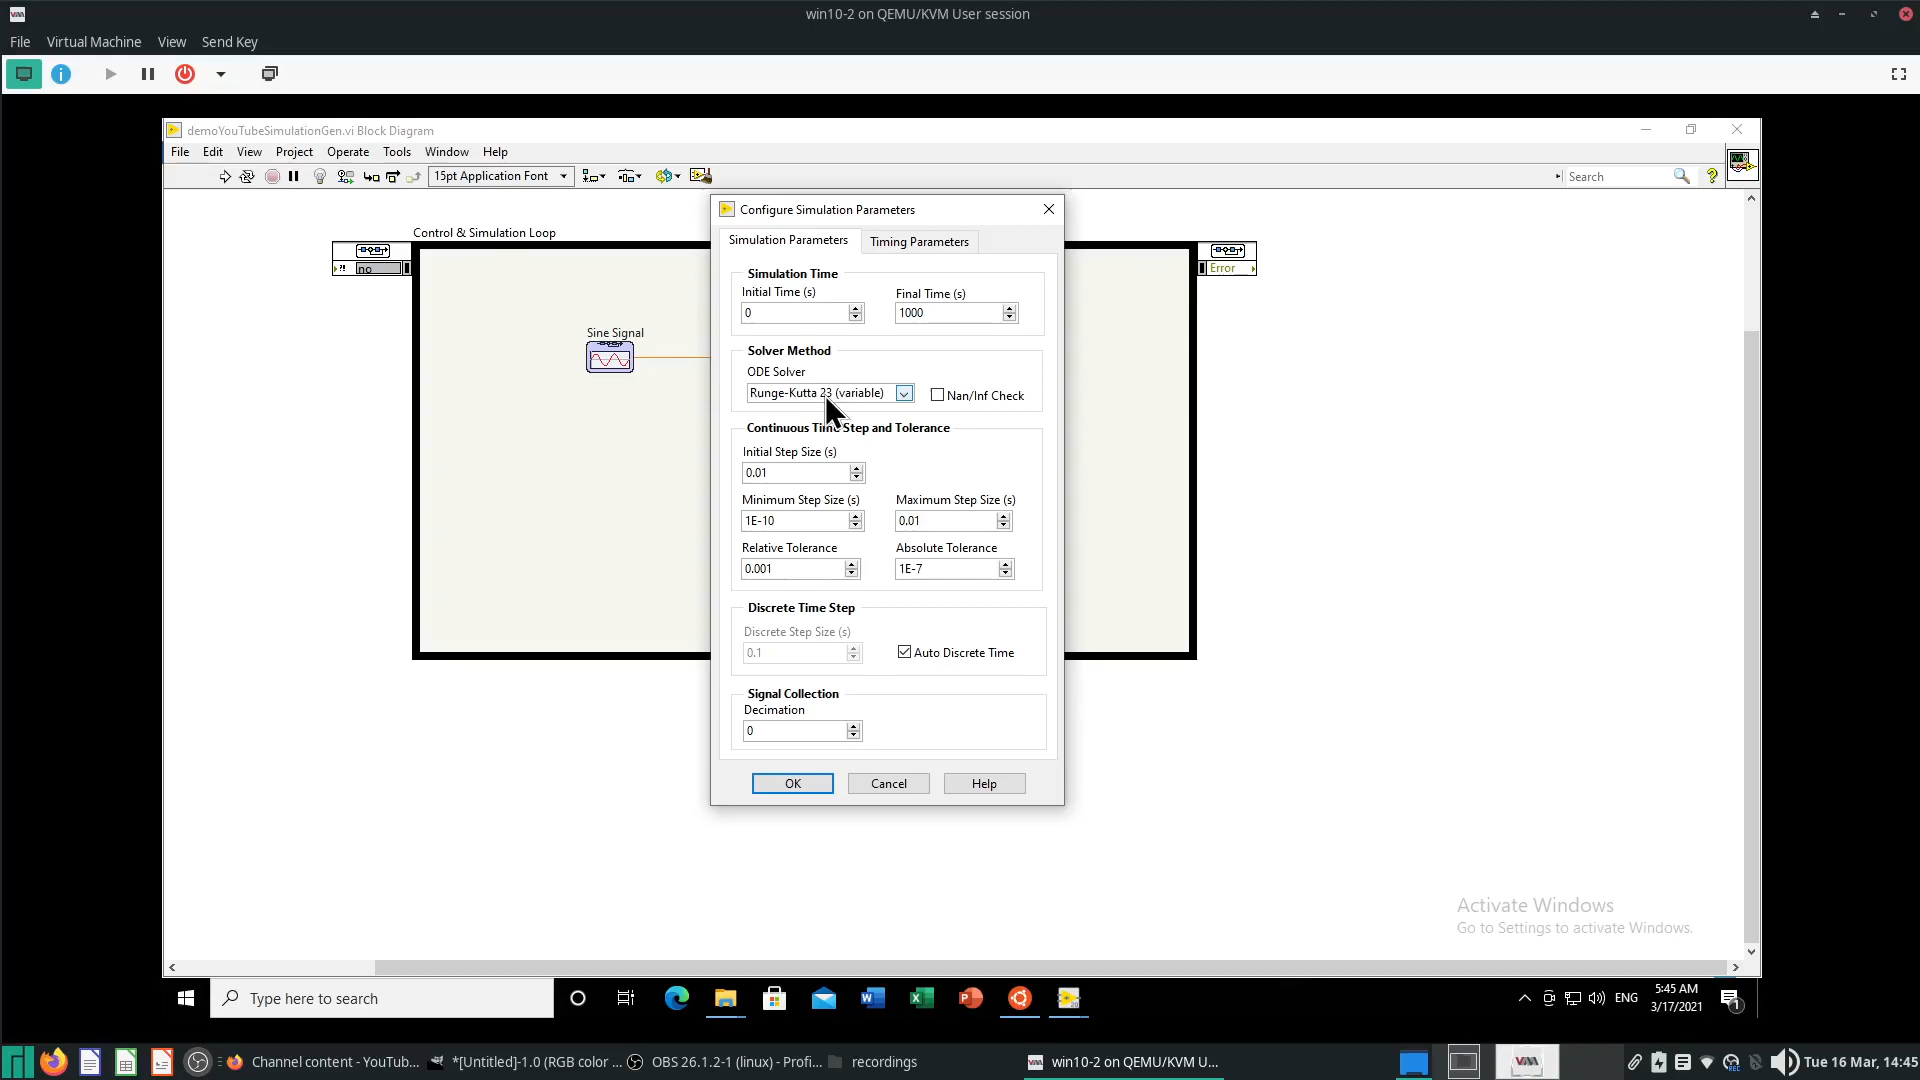 win10-2 on QEMU/KVM User session
File Virtual Machine View Send Key
demoYouTubeSimulationGen.vi Block Diagram
File Edit View Project Operate Tools Window Help
15pt Application Font
Search
Control & Simulation Loop
no
Error
Sine Signal
Configure Simulation Parameters
Simulation Parameters Timing Parameters
Simulation Time
Initial Time (s) Final Time (s)
0 1000
Solver Method
ODE Solver
Runge-Kutta 23 (variable) Nan/Inf Check
Continuous Time Step and Tolerance
Initial Step Size (s)
0.01
Minimum Step Size (s) Maximum Step Size (s)
1E-10 0.01
Relative Tolerance Absolute Tolerance
0.001 1E-7
Discrete Time Step
Discrete Step Size (s)
0.1 Auto Discrete Time
Signal Collection
Decimation
0
OK Cancel Help
Activate Windows
Go to Settings to activate Windows.
Type here to search
ENG
5:45 AM
3/17/2021
1
Channel content - YouTub... *[Untitled]-1.0 (RGB color ... OBS 26.1.2-1 (linux) - Profi... recordings win10-2 on QEMU/KVM U... Tue 16 Mar, 14:45